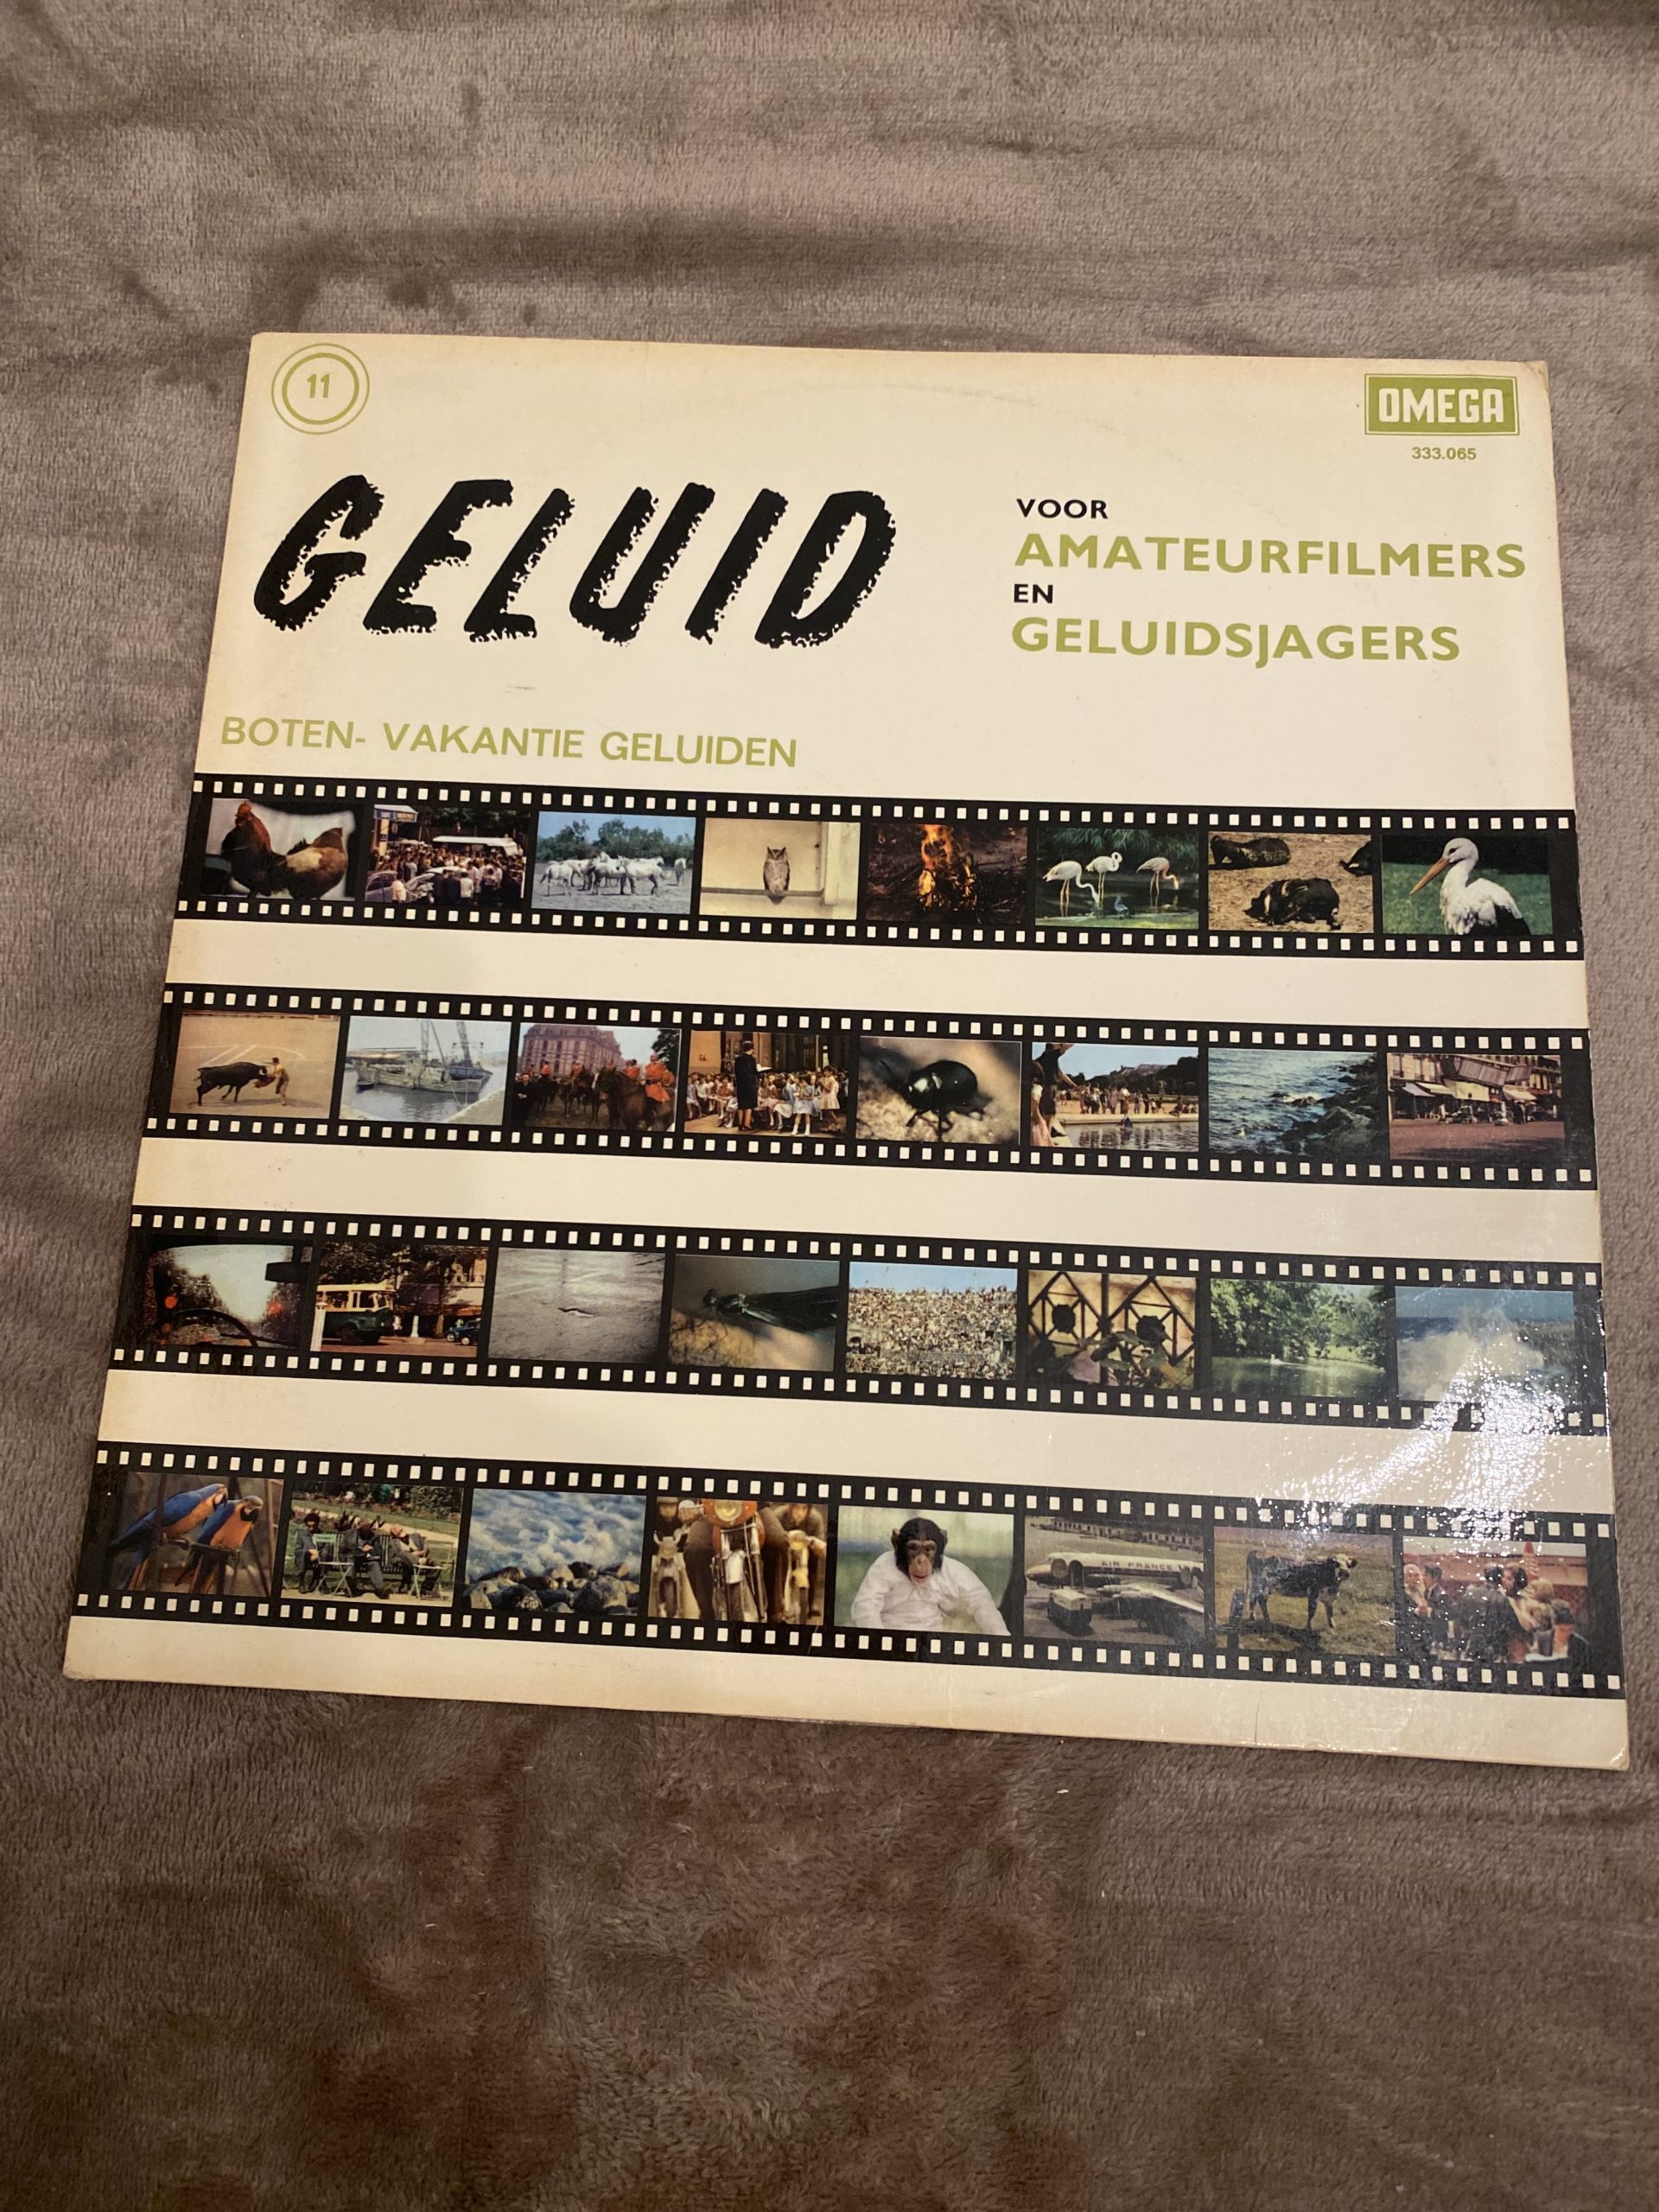 11
OMEGA
333.065
GELUID
VOOR
AMATEURFILMERS
EN
GELUIDSJAGERS
BOTEN- VAKANTIE GELUIDEN
AIR FRANCE